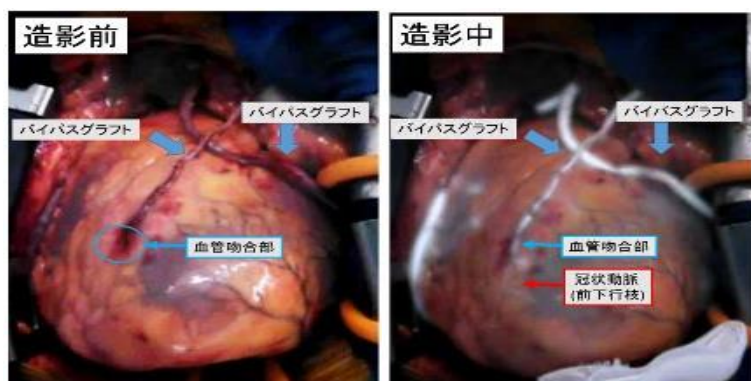 造影前
バイパスグラフト
バイパスグラフト
血管吻合部
造影中
バイパスグラフト
バイパスグラフト
血管吻合部
冠状動脈
(前下行枝)